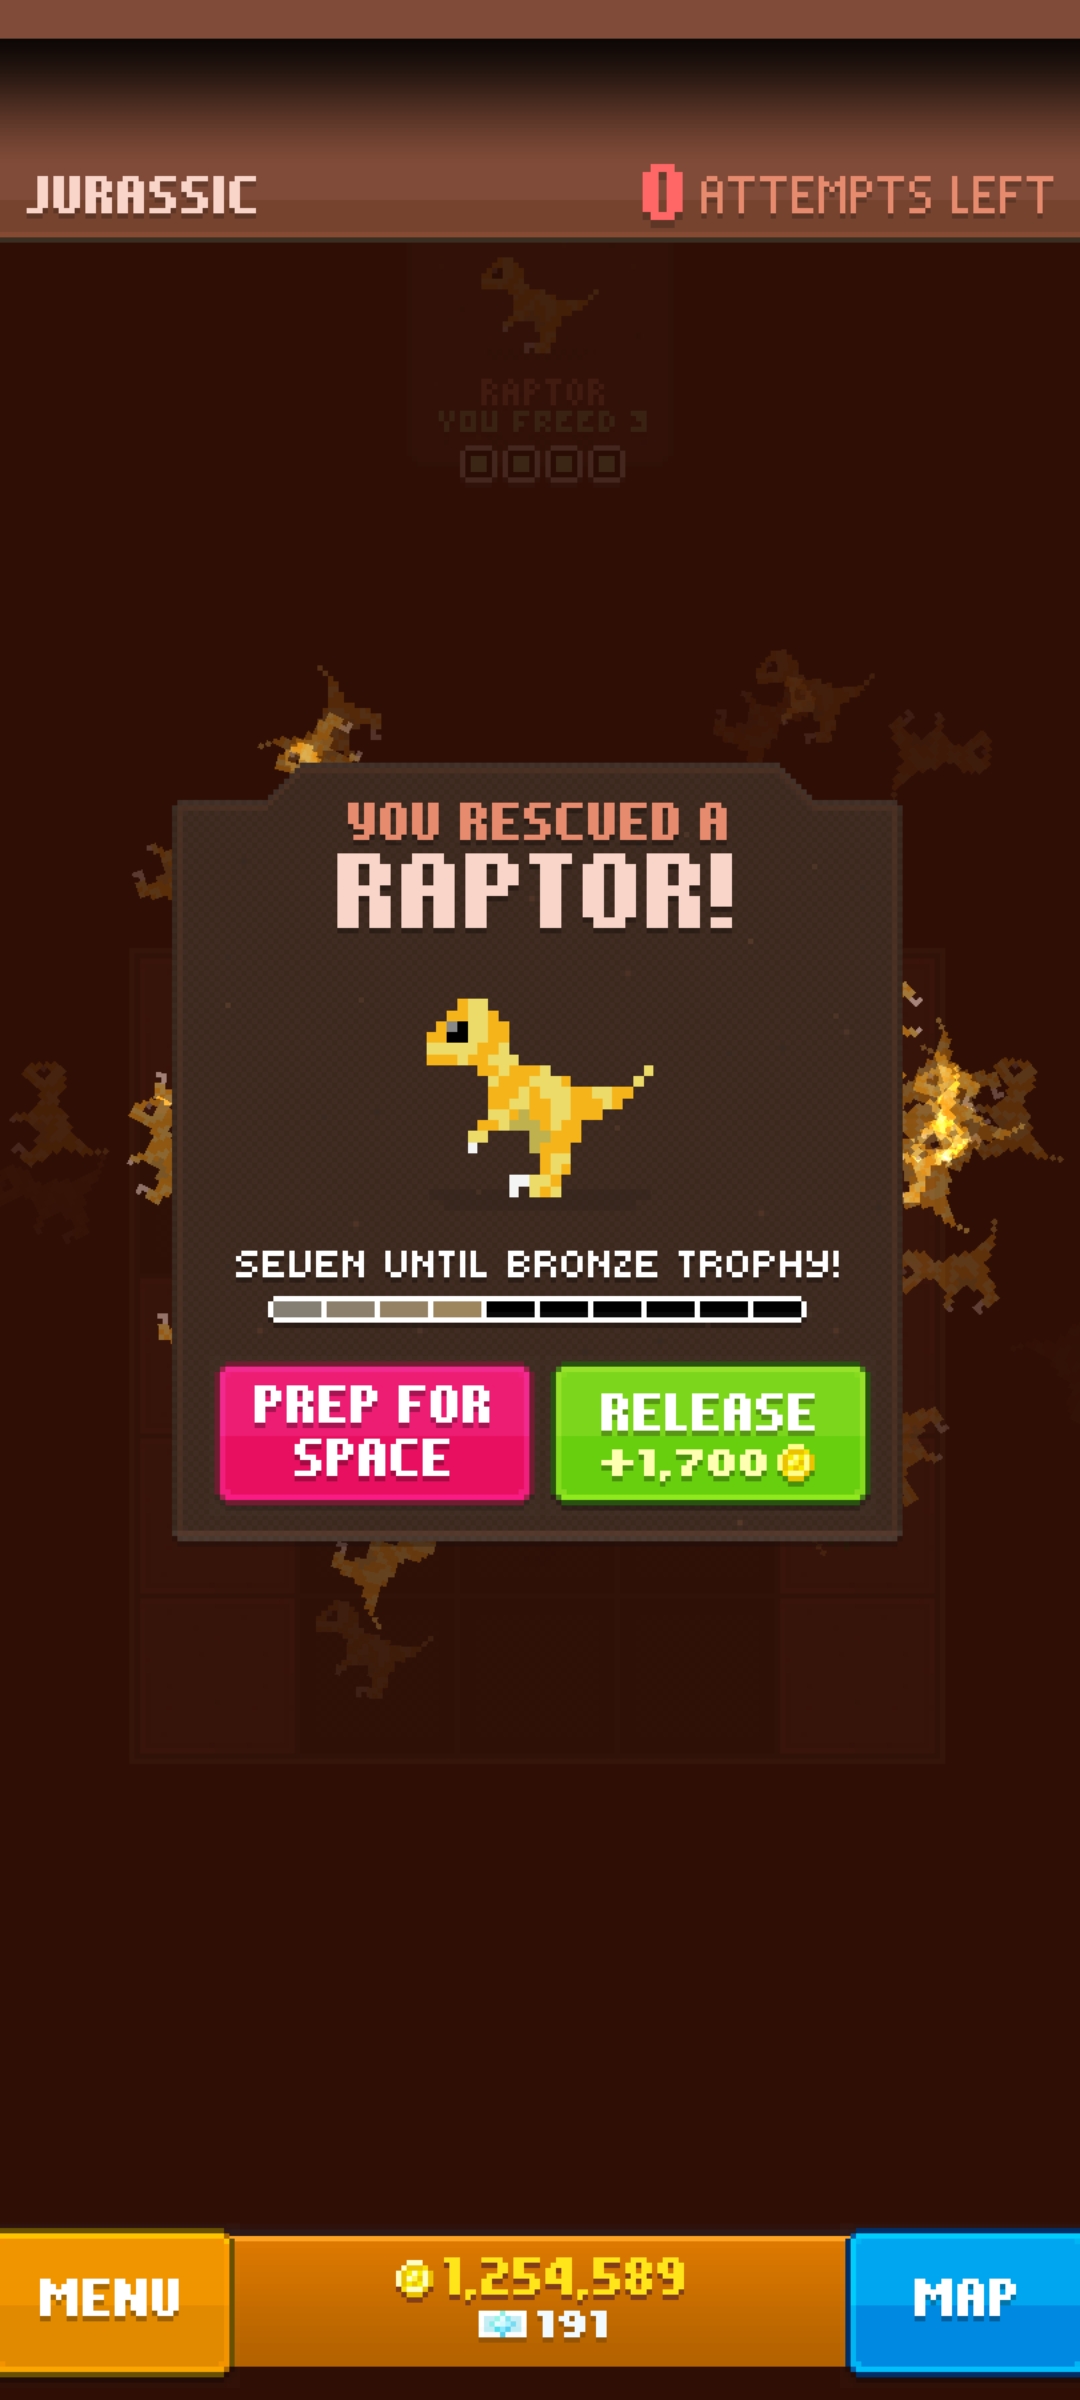 JURASSIC
0 ATTEMPTS LEFT
RAPTOR
YOU FREED 3
YOU RESCUED A
RAPTOR!
SEVEN UNTIL BRONZE TROPHY!
PREP FOR
SPACE
RELEASE
+1,700
MENU
1,254,589
191
MAP